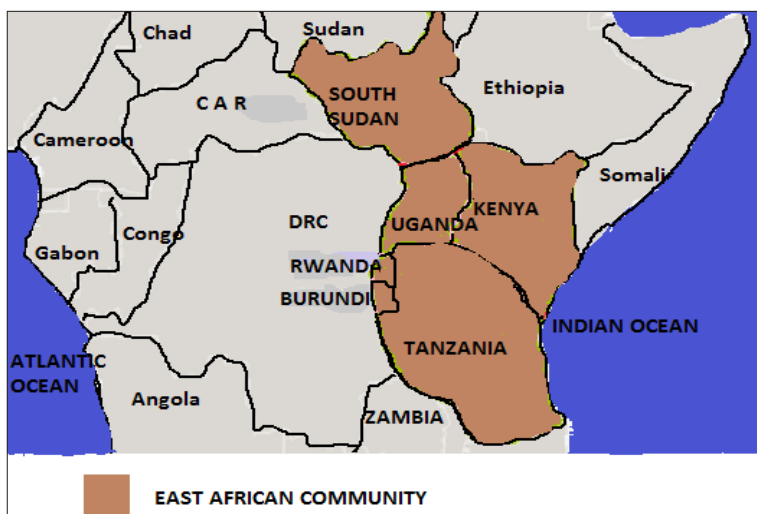 Chad
Sudan
Ethiopia
C A R
SOUTH
SUDAN
Cameroon
Somali
DRC
KENYA
Congo
UGANDA
Gabon
RWANDA
BURUNDI
INDIAN OCEAN
TANZANIA
ATLANTIC
OCEAN
Angola
ZAMBIA
EAST AFRICAN COMMUNITY